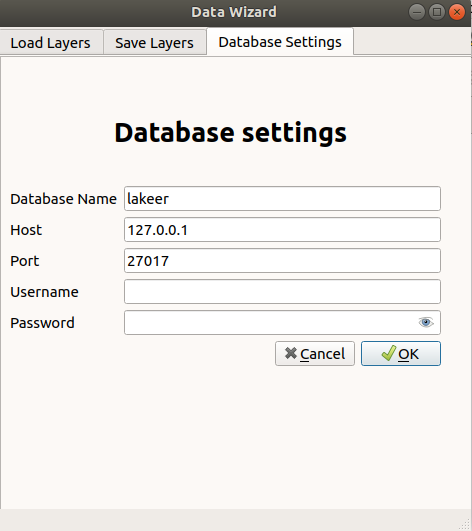 Data Wizard
Load Layers Save Layers Database Settings
Database settings
Database Name lakeer
Host 127.0.0.1
Port 27017
Username
Password
Cancel OK